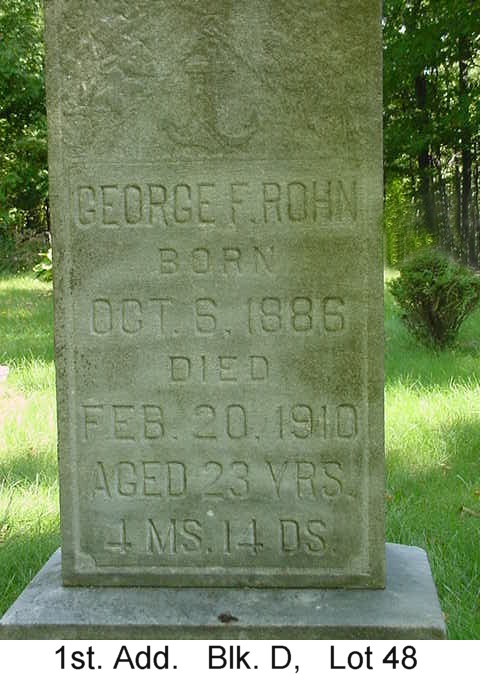 GEORGE F. ROHN
BORN
OCT. 6, 1886
DIED
FEB. 20, 1910
AGED 23 YRS.
4 MS. 14 DS.
1st. Add. Blk. D, Lot 48